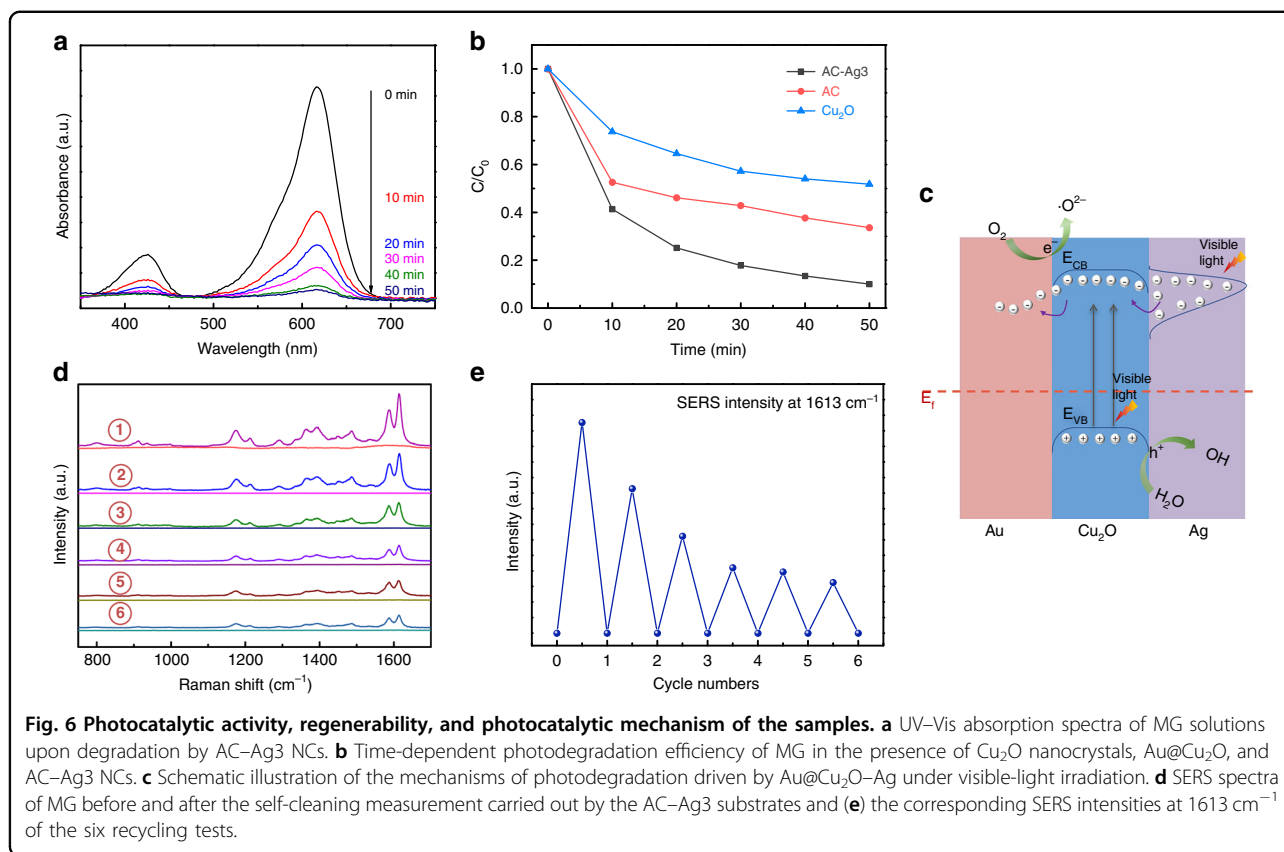 a
Absorbance (a.u.)
0 min
10 min
20 min
30 min
40 min
50 min
400 500 600 700
Wavelength (nm)
b
C/C₀
1.0
0.8
0.6
0.4
0.2
0.0
AC-Ag3
AC
Cu₂O
0 10 20 30 40 50
Time (min)
c
·O²⁻
O₂
e⁻
E_CB
Visible
light
E_f
Visible
light
E_VB
h⁺
OH
H₂O
Au Cu₂O Ag
d
Intensity (a.u.)
1
2
3
4
5
6
800 1000 1200 1400 1600
Raman shift (cm⁻¹)
e
SERS intensity at 1613 cm⁻¹
Intensity (a.u.)
0 1 2 3 4 5 6
Cycle numbers
Fig. 6 Photocatalytic activity, regenerability, and photocatalytic mechanism of the samples. a UV–Vis absorption spectra of MG solutions
upon degradation by AC–Ag3 NCs. b Time-dependent photodegradation efficiency of MG in the presence of Cu₂O nanocrystals, Au@Cu₂O, and
AC–Ag3 NCs. c Schematic illustration of the mechanisms of photodegradation driven by Au@Cu₂O–Ag under visible-light irradiation. d SERS spectra
of MG before and after the self-cleaning measurement carried out by the AC–Ag3 substrates and (e) the corresponding SERS intensities at 1613 cm⁻¹
of the six recycling tests.